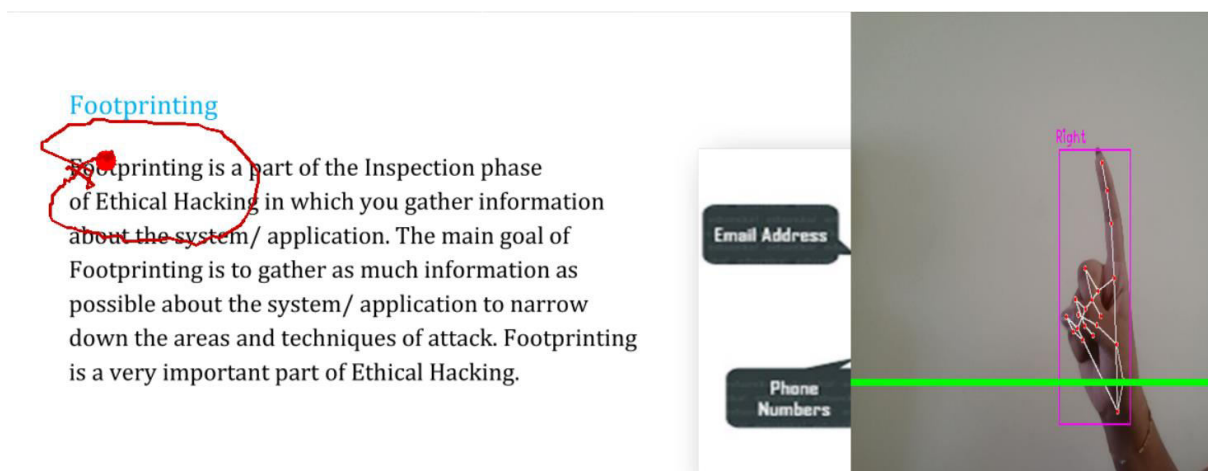 Footprinting
Footprinting is a part of the Inspection phase
of Ethical Hacking in which you gather information
about the system/ application. The main goal of
Footprinting is to gather as much information as
possible about the system/ application to narrow
down the areas and techniques of attack. Footprinting
is a very important part of Ethical Hacking.
Email Address
Phone
Numbers
Right